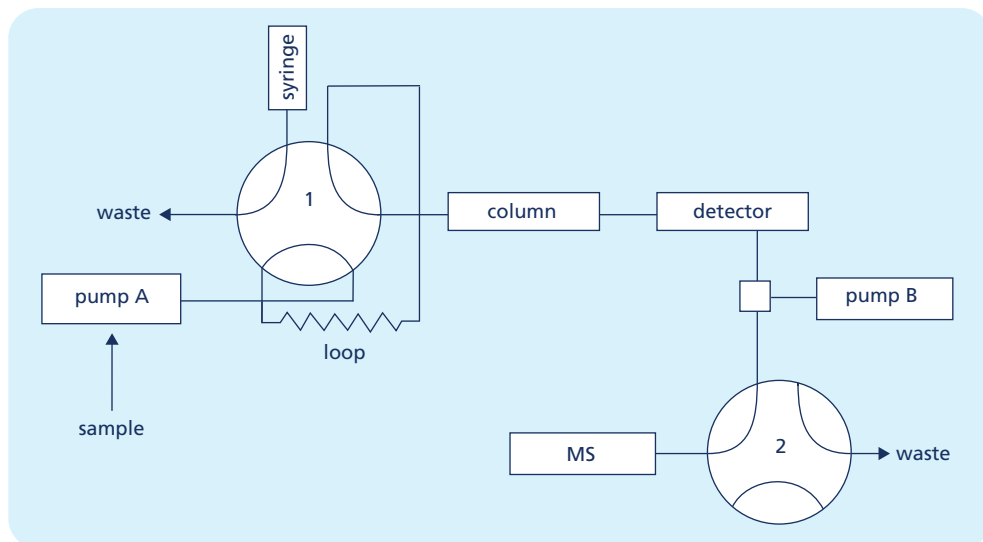 syringe
1
waste
column
detector
pump A
pump B
loop
sample
2
MS
waste